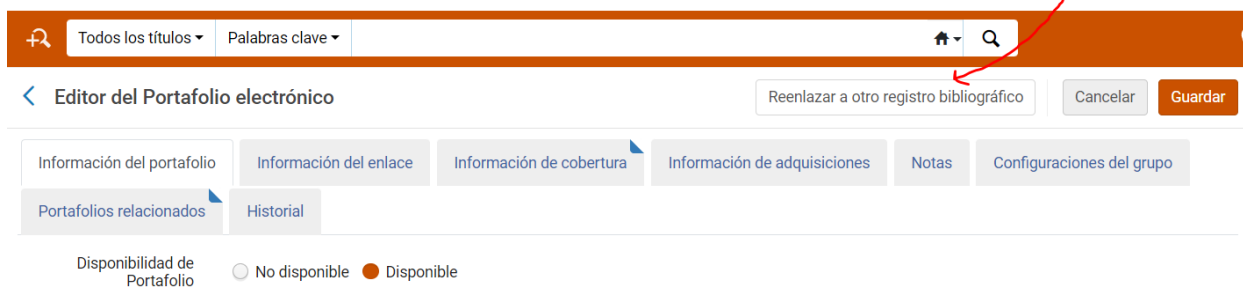 Todos los títulos Palabras clave
Editor del Portafolio electrónico Reenlazar a otro registro bibliográfico Cancelar Guardar
Información del portafolio Información del enlace Información de cobertura Información de adquisiciones Notas Configuraciones del grupo
Portafolios relacionados Historial
Disponibilidad de
Portafolio No disponible Disponible